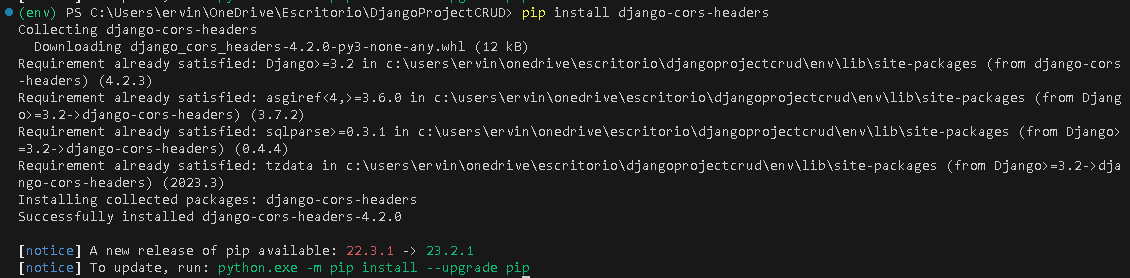 (env) PS C:\Users\ervin\OneDrive\Escritorio\DjangoProjectCRUD> pip install django-cors-headers
Collecting django-cors-headers
  Downloading django_cors_headers-4.2.0-py3-none-any.whl (12 kB)
Requirement already satisfied: Django>=3.2 in c:\users\ervin\onedrive\escritorio\djangoprojectcrud\env\lib\site-packages (from django-cors
-headers) (4.2.3)
Requirement already satisfied: asgiref<4,>=3.6.0 in c:\users\ervin\onedrive\escritorio\djangoprojectcrud\env\lib\site-packages (from Djang
o>=3.2->django-cors-headers) (3.7.2)
Requirement already satisfied: sqlparse>=0.3.1 in c:\users\ervin\onedrive\escritorio\djangoprojectcrud\env\lib\site-packages (from Django>
=3.2->django-cors-headers) (0.4.4)
Requirement already satisfied: tzdata in c:\users\ervin\onedrive\escritorio\djangoprojectcrud\env\lib\site-packages (from Django>=3.2->dja
ngo-cors-headers) (2023.3)
Installing collected packages: django-cors-headers
Successfully installed django-cors-headers-4.2.0

[notice] A new release of pip available: 22.3.1 -> 23.2.1
[notice] To update, run: python.exe -m pip install --upgrade pip